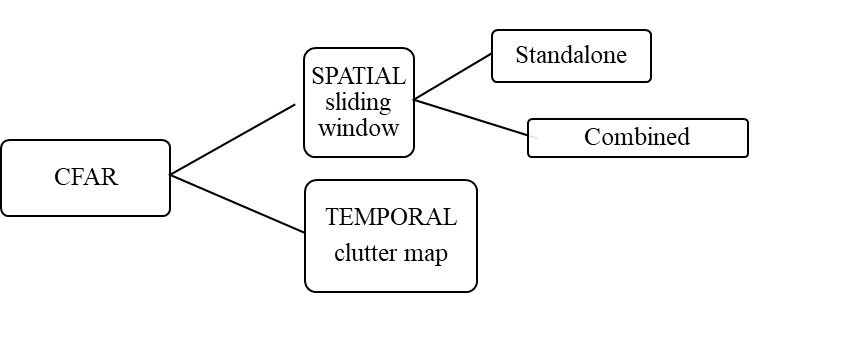 CFAR
SPATIAL
sliding
window
Standalone
Combined
TEMPORAL
clutter map